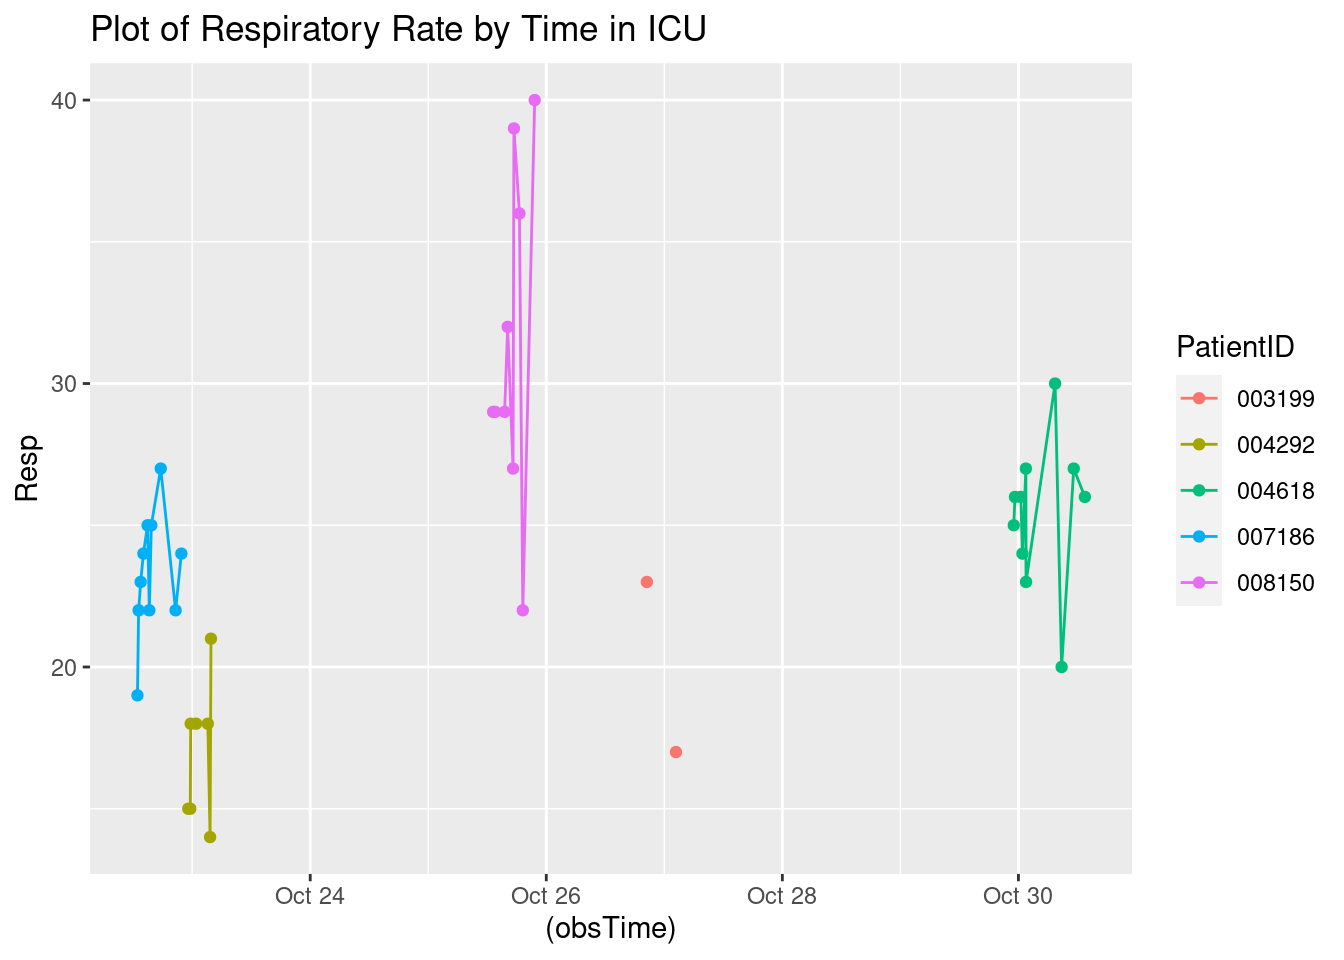 Plot of Respiratory Rate by Time in ICU
40
30
20
Resp
Oct 24
Oct 26
Oct 28
Oct 30
(obsTime)
PatientID
003199
004292
004618
007186
008150